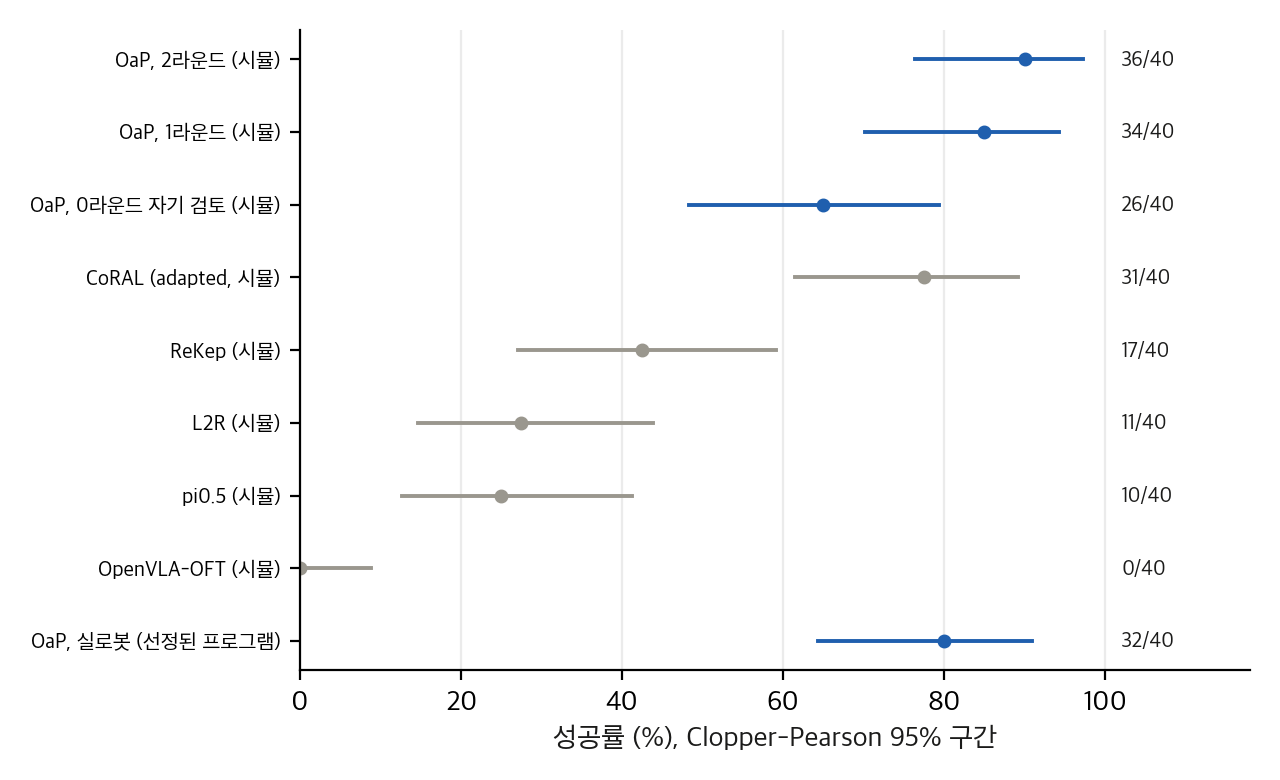 OaP, 2라운드 (시뮬) 36/40
OaP, 1라운드 (시뮬) 34/40
OaP, 0라운드 자기 검토 (시뮬) 26/40
CoRAL (adapted, 시뮬) 31/40
ReKep (시뮬) 17/40
L2R (시뮬) 11/40
pi0.5 (시뮬) 10/40
OpenVLA-OFT (시뮬) 0/40
OaP, 실로봇 (선정된 프로그램) 32/40
0 20 40 60 80 100
성공률 (%), Clopper-Pearson 95% 구간